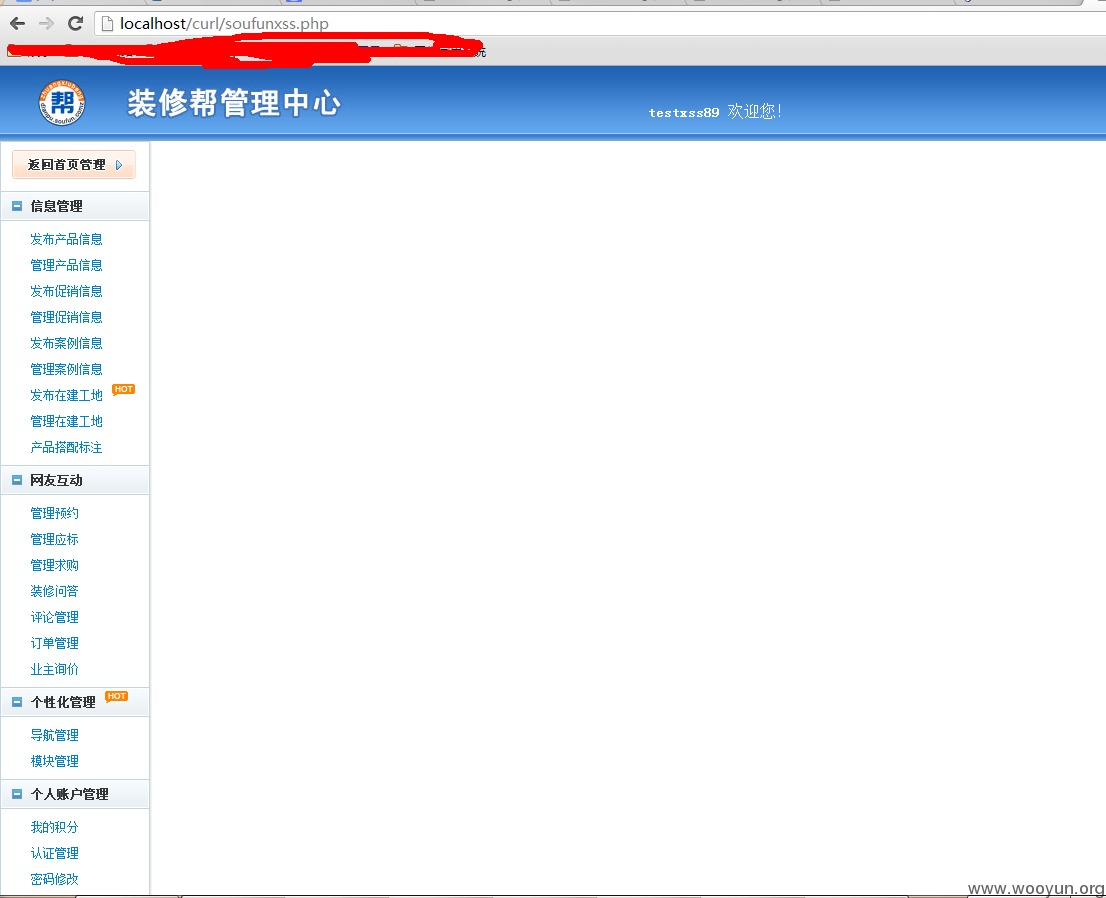 localhost/curl/soufunxss.php
帮
装修帮管理中心
testxss89 欢迎您!
返回首页管理
信息管理
发布产品信息
管理产品信息
发布促销信息
管理促销信息
发布案例信息
管理案例信息
发布在建工地 HOT
管理在建工地
产品搭配标注
网友互动
管理预约
管理应标
管理求购
装修问答
评论管理
订单管理
业主询价
个性化管理 HOT
导航管理
模块管理
个人账户管理
我的积分
认证管理
密码修改
www.wooyun.org